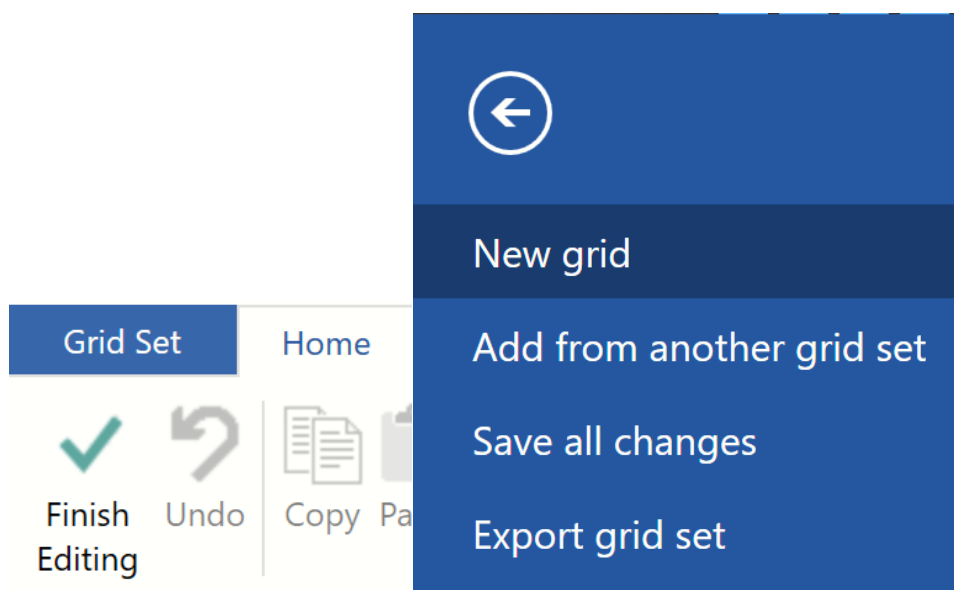 New grid
Add from another grid set
Save all changes
Export grid set
Grid Set
Home
Finish
Editing
Undo
Copy
Pa